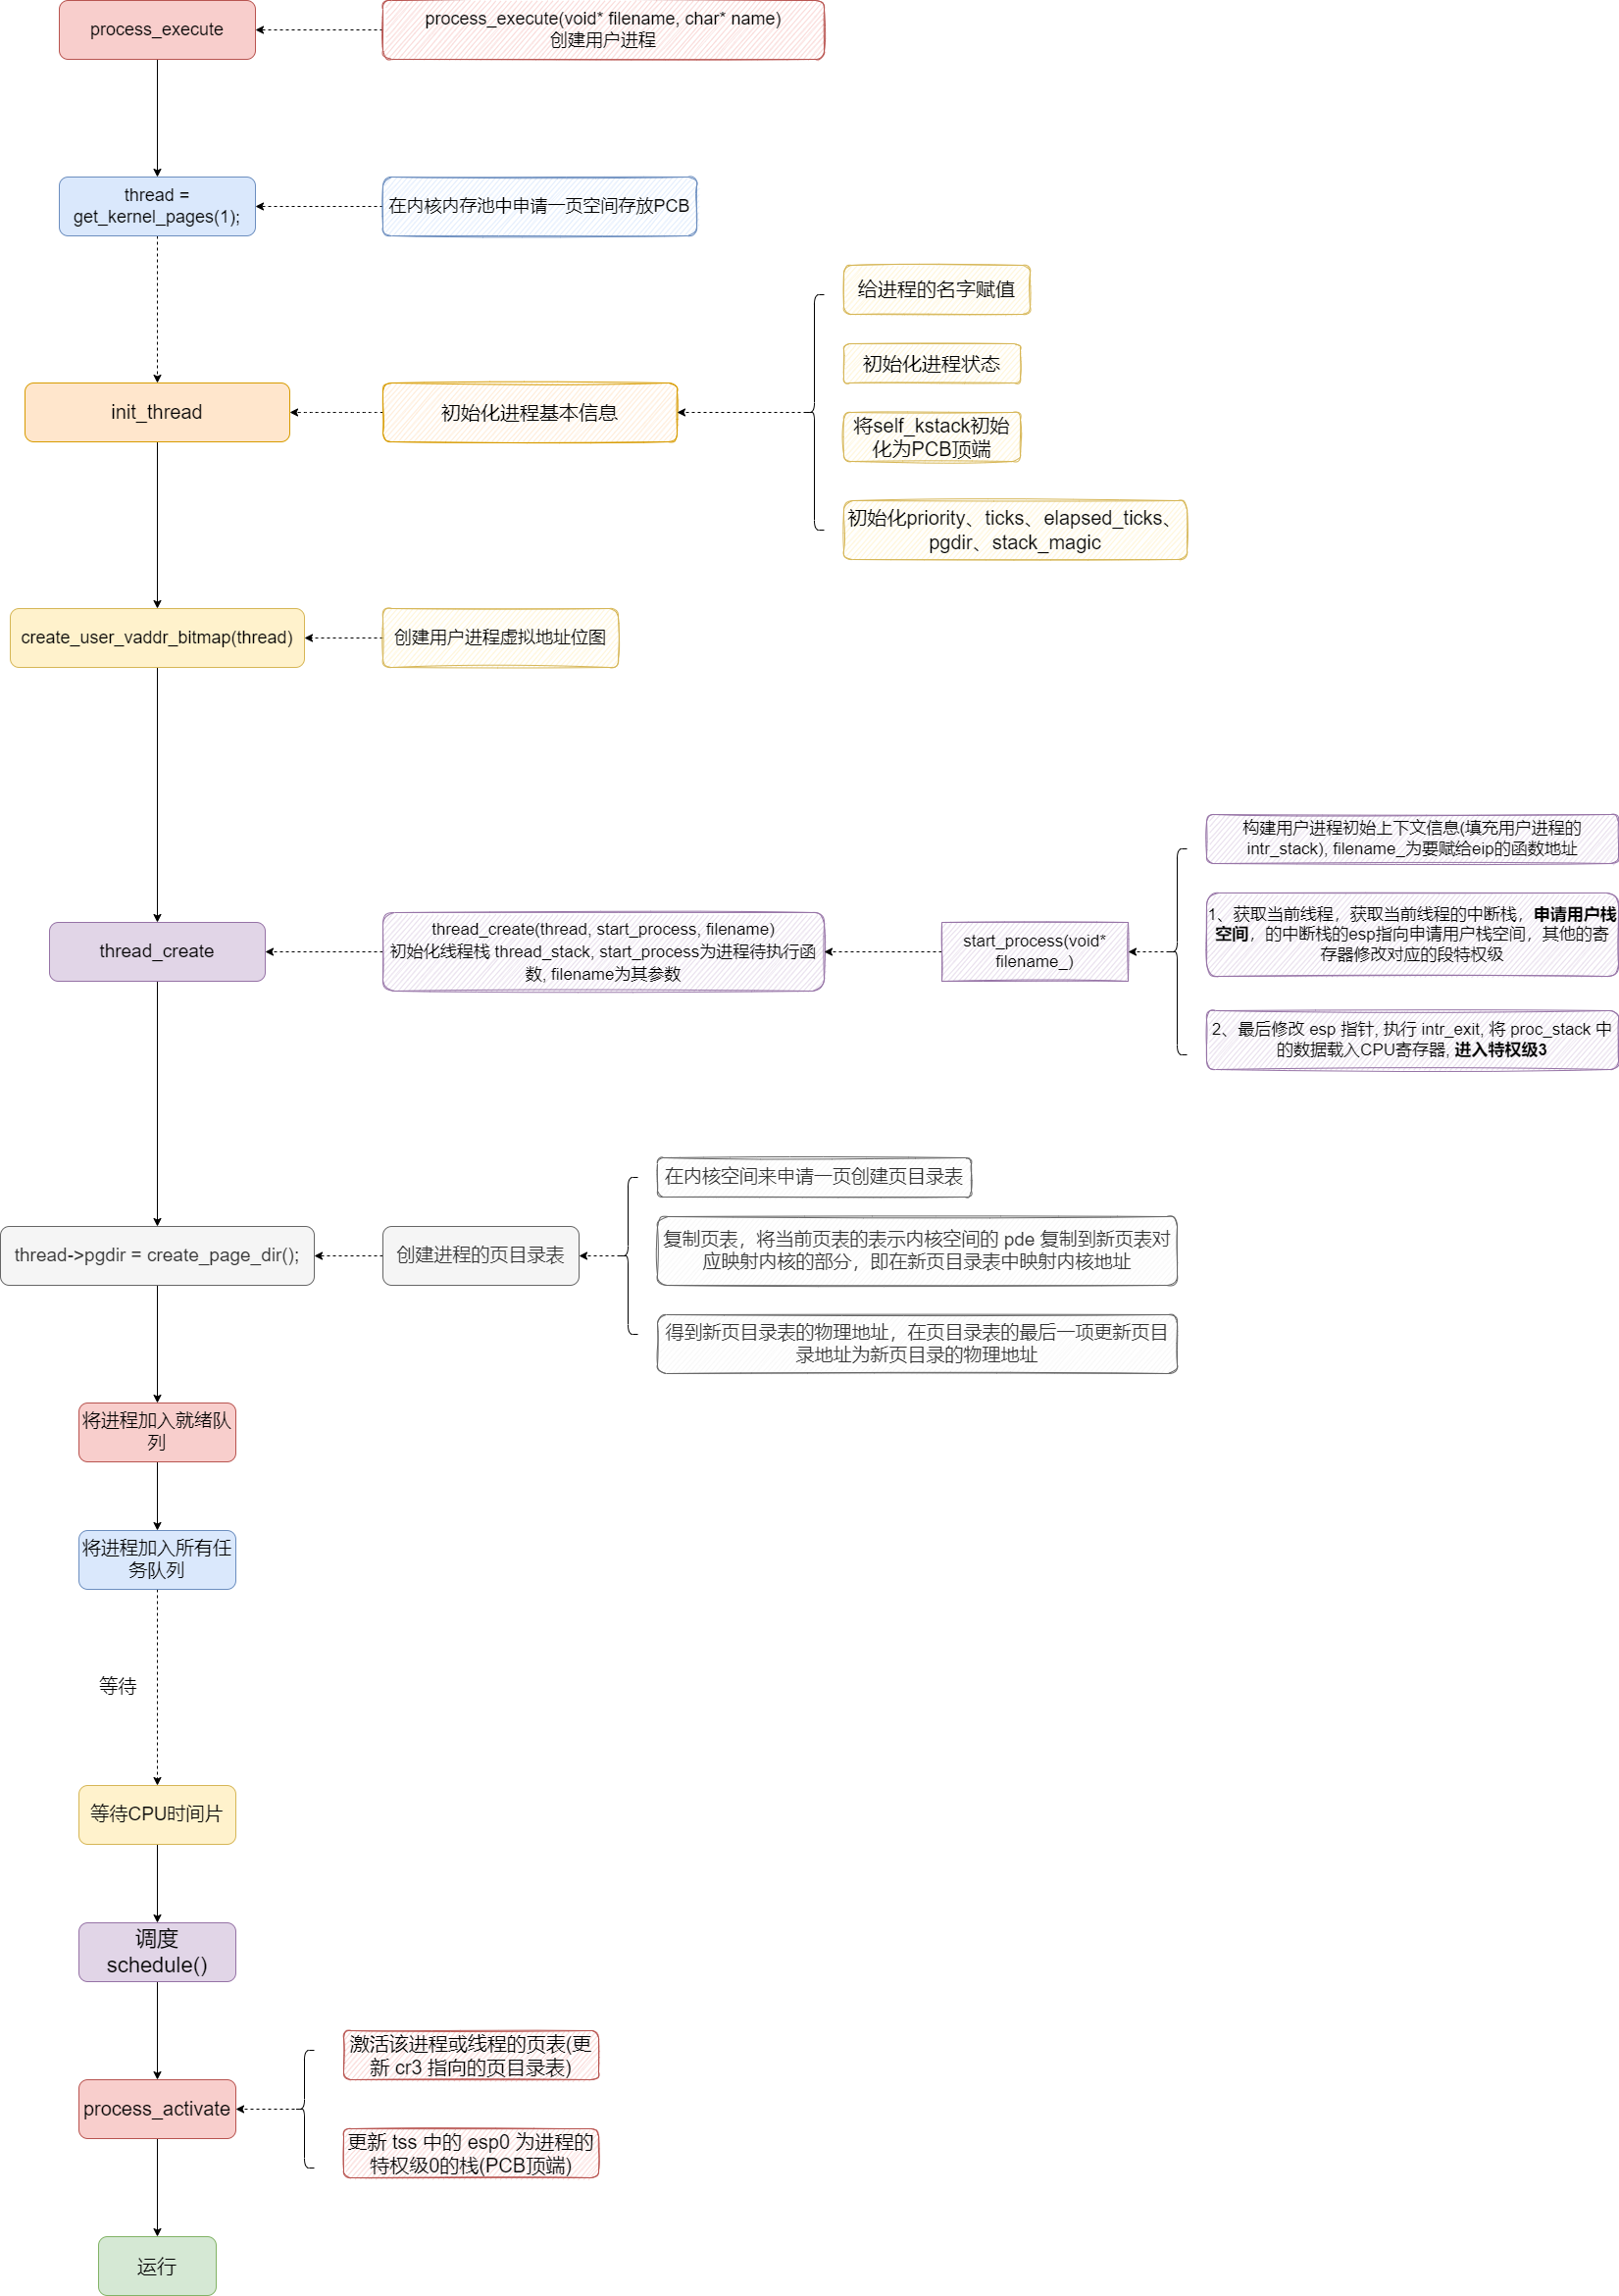 process_execute
process_execute(void* filename, char* name)
创建用户进程
thread =
get_kernel_pages(1);
在内核内存池中申请一页空间存放PCB
给进程的名字赋值
初始化进程状态
init_thread
初始化进程基本信息
将self_kstack初始
化为PCB顶端
初始化priority、ticks、elapsed_ticks、
pgdir、stack_magic
create_user_vaddr_bitmap(thread)
创建用户进程虚拟地址位图
构建用户进程初始上下文信息(填充用户进程的
intr_stack), filename_为要赋给eip的函数地址
thread_create
thread_create(thread, start_process, filename)
初始化线程栈 thread_stack, start_process为进程待执行函
数, filename为其参数
start_process(void*
filename_)
1、获取当前线程，获取当前线程的中断栈，申请用户栈
空间，的中断栈的esp指向申请用户栈空间，其他的寄
存器修改对应的段特权级
2、最后修改 esp 指针, 执行 intr_exit, 将 proc_stack 中
的数据载入CPU寄存器, 进入特权级3
在内核空间来申请一页创建页目录表
thread->pgdir = create_page_dir();
创建进程的页目录表
复制页表，将当前页表的表示内核空间的 pde 复制到新页表对
应映射内核的部分，即在新页目录表中映射内核地址
得到新页目录表的物理地址，在页目录表的最后一项更新页目
录地址为新页目录的物理地址
将进程加入就绪队
列
将进程加入所有任
务队列
等待
等待CPU时间片
调度
schedule()
激活该进程或线程的页表(更
新 cr3 指向的页目录表)
process_activate
更新 tss 中的 esp0 为进程的
特权级0的栈(PCB顶端)
运行